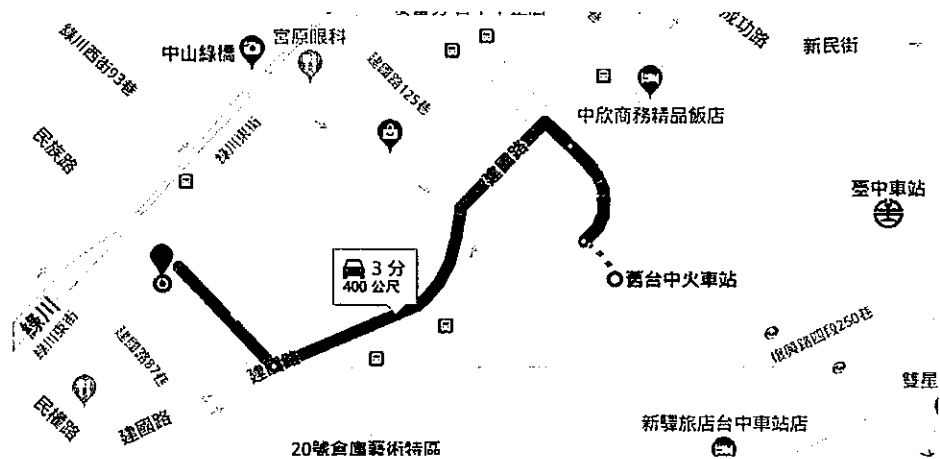 成功路
新民街
宮原眼科
中山綠橋
綠川西街93巷
建國路125巷
中欣商務精品飯店
綠川東街
民族路
建國路
臺中車站
3 分
400 公尺
舊台中火車站
綠川
綠川東街
建國路87巷
建國路
復興路四段250巷
雙星
民權路
建國路
新驛旅店台中車站店
20號倉庫藝術特區